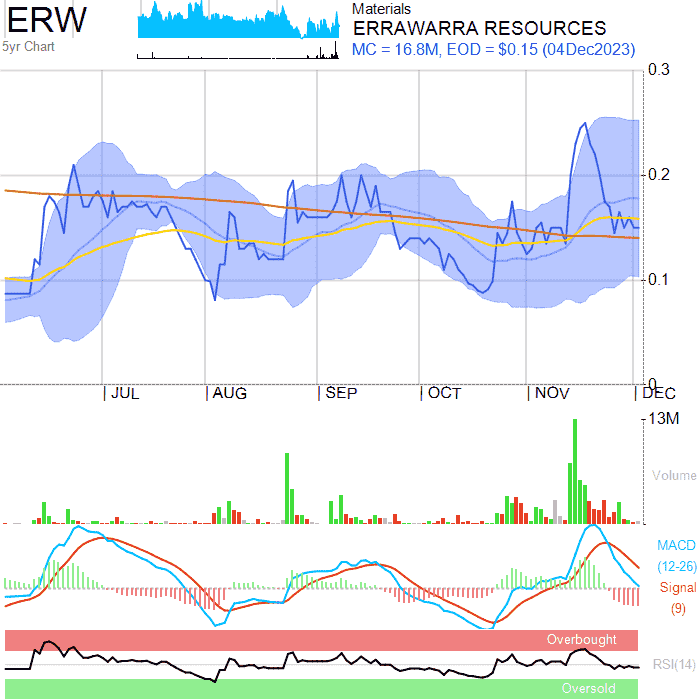 ERW
5yr Chart
Materials
ERRAWARRA RESOURCES
MC = 16.8M, EOD = $0.15 (04Dec2023)
0.3
0.2
0.1
0
JUL
AUG
SEP
OCT
NOV
DEC
13M
Volume
MACD
(12-26)
Signal
(9)
Overbought
RSI(14)
Oversold